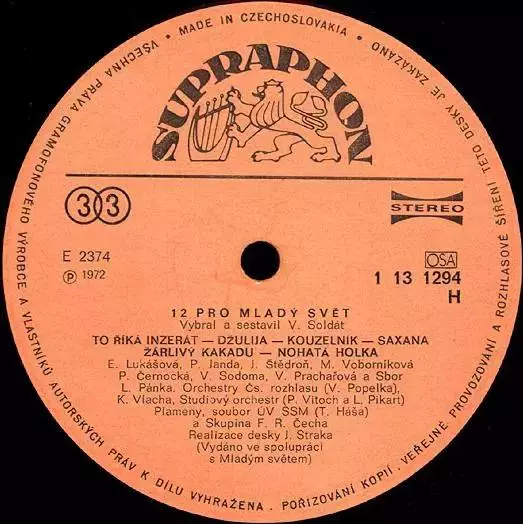 MADE IN CZECHOSLOVAKIA
VŠECHNA PRÁVA GRAMOFONOVÉHO VÝROBCE A VLASTNÍKŮ AUTORSKÝCH PRÁV K DÍLU VYHRAŽENA. POŘIZOVÁNÍ KOPIÍ, VEŘEJNÉ PROVOZOVÁNÍ A ROZHLASOVÉ ŠÍŘENÍ TÉTO DESKY JE ZAKÁZÁNO
SUPRAPHON
33
STEREO
E 2374
Ⓟ 1972
OSA
1 13 1294
H
12 PRO MLADÝ SVĚT
Vybral a sestavil V. Soldát
TO ŘÍKÁ INZERÁT — DŽULIJA — KOUZELNÍK — SAXANA
ŽÁRLIVÝ KAKADU — NOHATÁ HOLKA
E. Lukášová, P. Janda, J. Štědroň, M. Voborníková
P. Černocká, V. Sodoma, V. Prachařová a Sbor
L. Pánka. Orchestry Čs. rozhlasu (V. Popelka),
K. Vlacha, Studiový orchestr (P. Vitoch a L. Pikart)
Plameny, soubor ÚV SSM (T. Háša)
a Skupina F. R. Čecha
Realizace desky J. Straka
(Vydáno ve spolupráci
s Mladým světem)